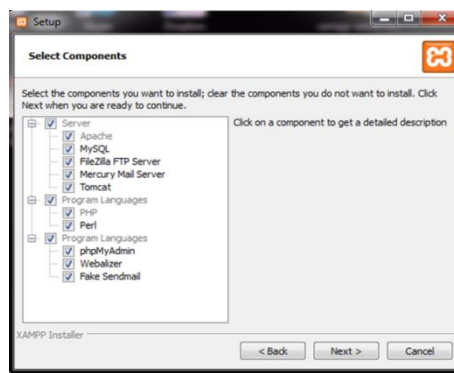 Setup
Select Components
Select the components you want to install; clear the components you do not want to install. Click
Next when you are ready to continue.
Server
Apache
MySQL
FileZilla FTP Server
Mercury Mail Server
Tomcat
Program Languages
PHP
Perl
Program Languages
phpMyAdmin
Webalizer
Fake Sendmail
Click on a component to get a detailed description
XAMPP Installer
< Back
Next >
Cancel